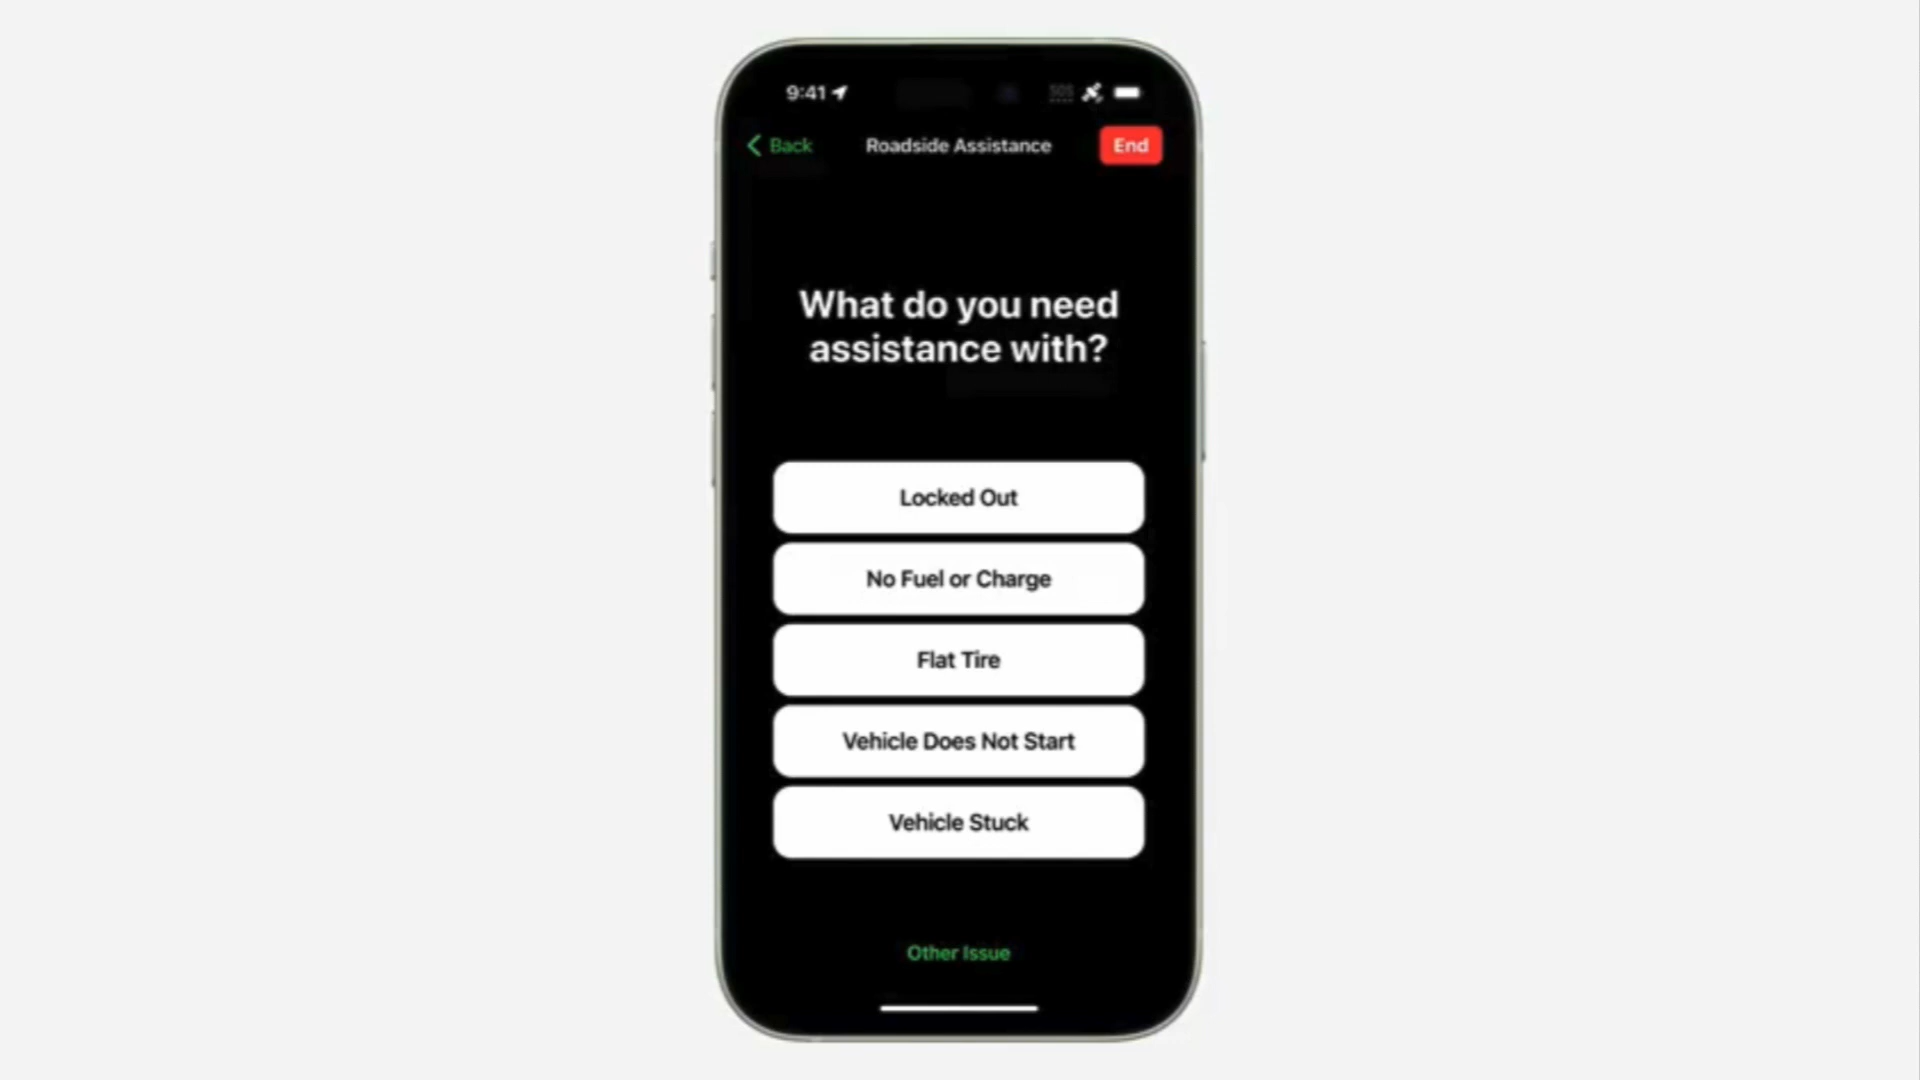 9:41 SOS
Back Roadside Assistance End
What do you need
assistance with?
Locked Out
No Fuel or Charge
Flat Tire
Vehicle Does Not Start
Vehicle Stuck
Other Issue